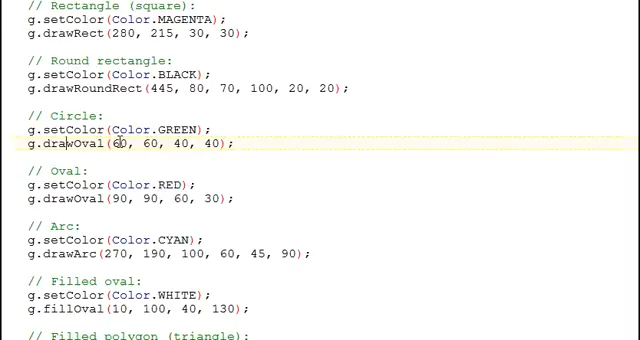 // Rectangle (square):
g.setColor(Color.MAGENTA);
g.drawRect(280, 215, 30, 30);
// Round rectangle:
g.setColor(Color.BLACK);
g.drawRoundRect(445, 80, 70, 100, 20, 20);
// Circle:
g.setColor(Color.GREEN);
g.drawOval(60, 60, 40, 40);
// Oval:
g.setColor(Color.RED);
g.drawOval(90, 90, 60, 30);
// Arc:
g.setColor(Color.CYAN);
g.drawArc(270, 190, 100, 60, 45, 90);
// Filled oval:
g.setColor(Color.WHITE);
g.fillOval(10, 100, 40, 130);
// Filled polygon (triangle):